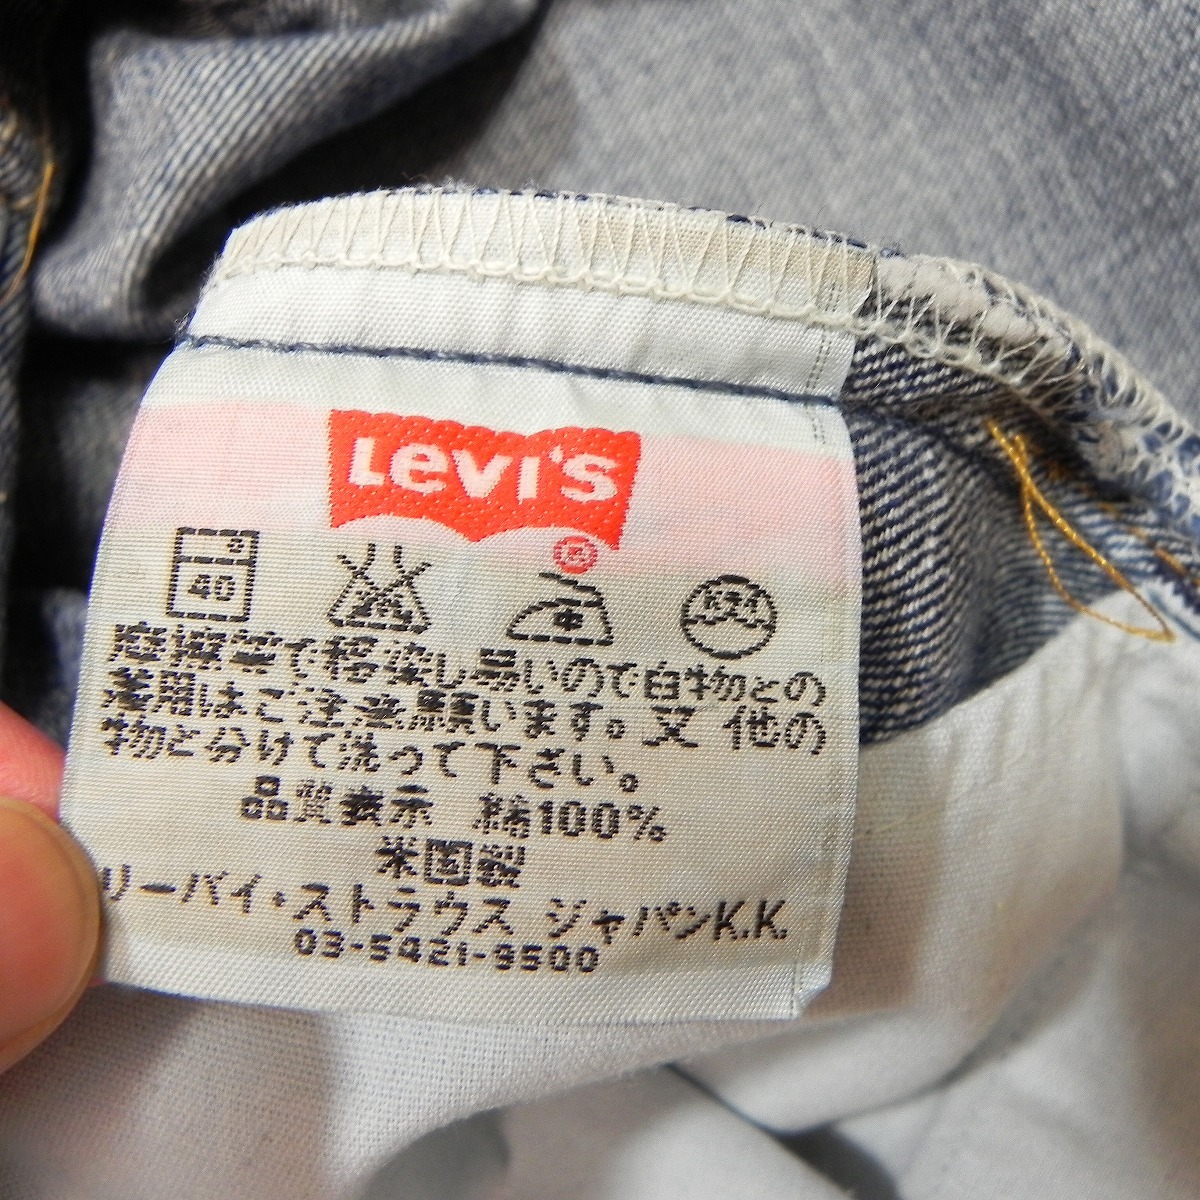 Levi's
®
40
ドライ
摩擦等で移染し易いので白物との
着用はご注意願います。又 他の
物と分けて洗って下さい。
品質表示 綿100%
米国製
リーバイ・ストラウス ジャパンK.K.
03-5421-9500